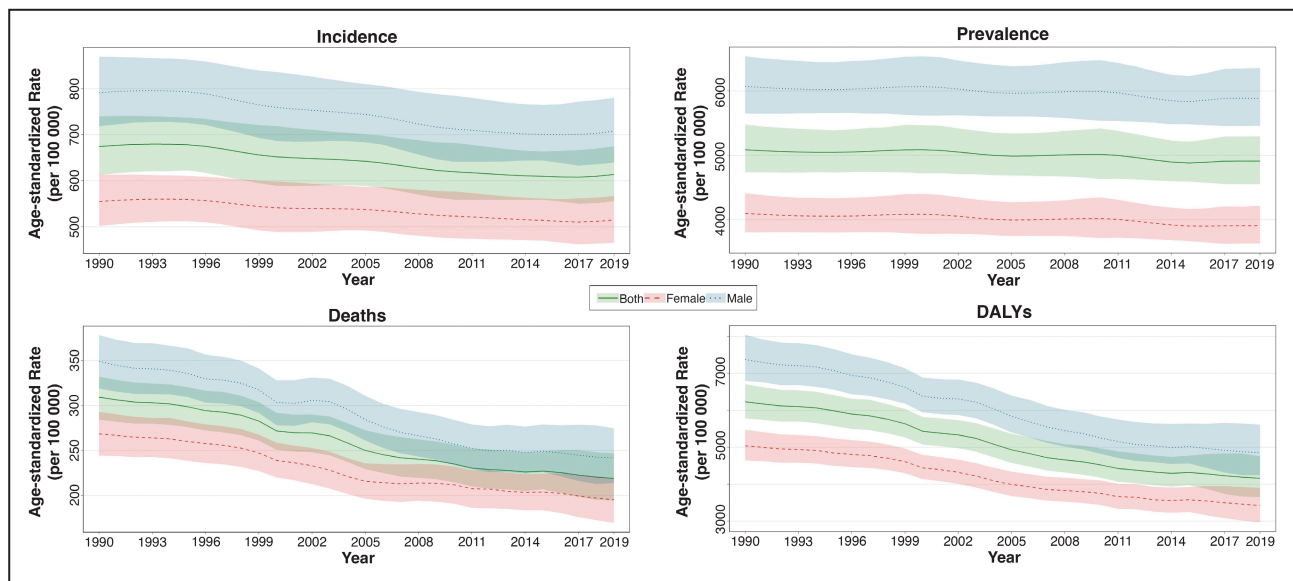 Incidence
Age-standardized Rate
(per 100 000)
800
700
600
500
1990 1993 1996 1999 2002 2005 2008 2011 2014 2017 2019
Year
Prevalence
Age-standardized Rate
(per 100 000)
6000
5000
4000
1990 1993 1996 1999 2002 2005 2008 2011 2014 2017 2019
Year
Both Female Male
Deaths
Age-standardized Rate
(per 100 000)
350
300
250
200
1990 1993 1996 1999 2002 2005 2008 2011 2014 2017 2019
Year
DALYs
Age-standardized Rate
(per 100 000)
7000
5000
3000
1990 1993 1996 1999 2002 2005 2008 2011 2014 2017 2019
Year